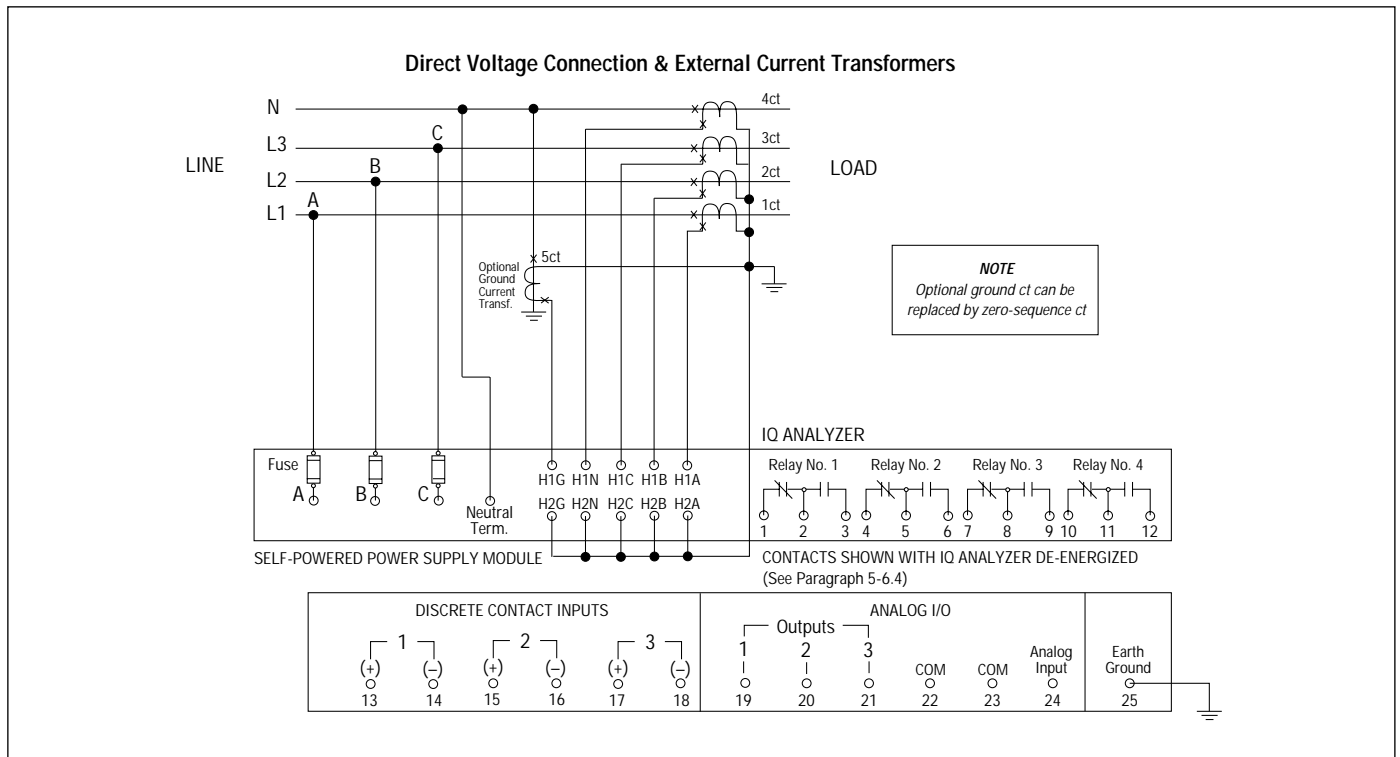 Direct Voltage Connection & External Current Transformers
N
4ct
C
L3
3ct
LINE
LOAD
B
L2
2ct
A
L1
1ct
5ct
Optional
Ground
Current
Transf.
NOTE
Optional ground ct can be
replaced by zero-sequence ct
IQ ANALYZER
Fuse
A
B
C
Neutral
Term.
H1G H1N H1C H1B H1A
H2G H2N H2C H2B H2A
Relay No. 1 Relay No. 2 Relay No. 3 Relay No. 4
1 2 3 4 5 6 7 8 9 10 11 12
SELF-POWERED POWER SUPPLY MODULE
CONTACTS SHOWN WITH IQ ANALYZER DE-ENERGIZED
(See Paragraph 5-6.4)
DISCRETE CONTACT INPUTS
1 2 3
(+) (–) (+) (–) (+) (–)
13 14 15 16 17 18
ANALOG I/O
Outputs
1 2 3
COM COM
Analog
Input
19 20 21 22 23 24
Earth
Ground
25